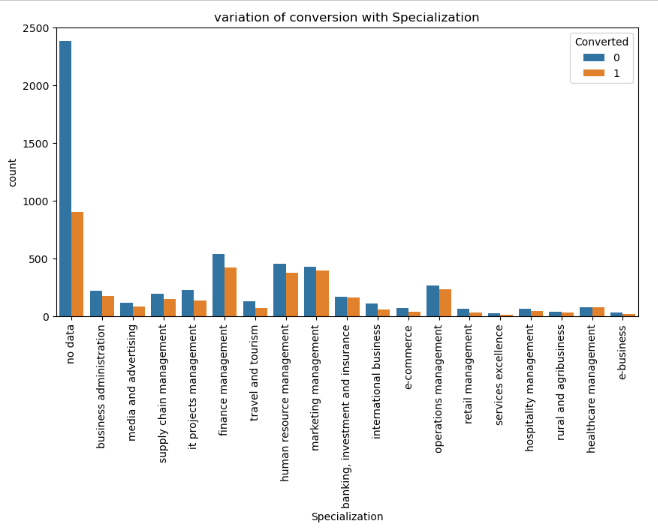 variation of conversion with Specialization
2500
2000
1500
1000
500
0
count
Converted
0
1
no data
business administration
media and advertising
supply chain management
it projects management
finance management
travel and tourism
human resource management
marketing management
banking, investment and insurance
international business
e-commerce
operations management
retail management
services excellence
hospitality management
rural and agribusiness
healthcare management
e-business
Specialization